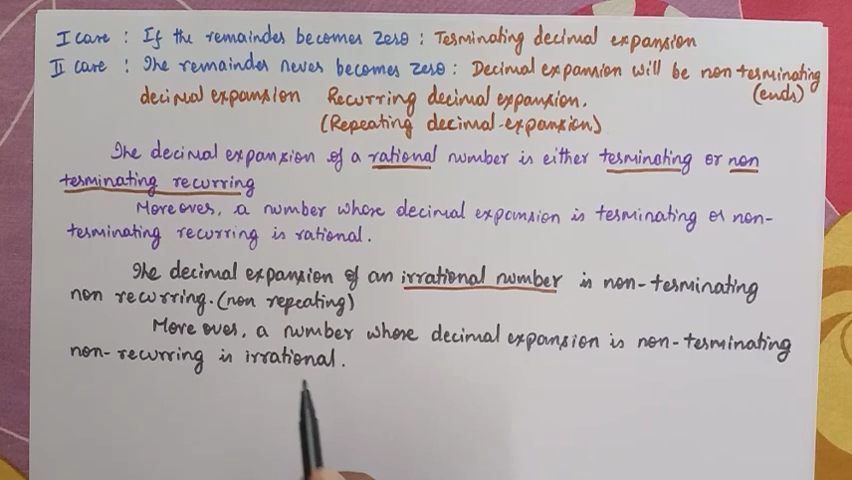 I case : If the remainder becomes zero : Terminating decimal expansion
II case : The remainder never becomes zero : Decimal expansion will be non terminating
(ends)
decimal expansion Recurring decimal expansion.
(Repeating decimal expansion)
The decimal expansion of a rational number is either terminating or non
terminating recurring
Moreover, a number whose decimal expansion is terminating or non-
terminating recurring is rational.
The decimal expansion of an irrational number is non-terminating
non recurring. (non repeating)
Moreover, a number whose decimal expansion is non-terminating
non-recurring is irrational.